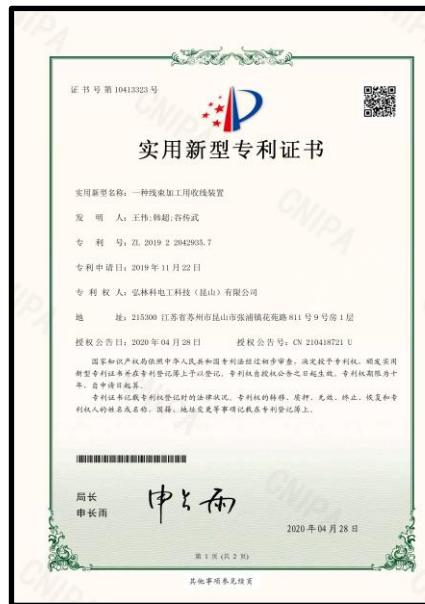 证书号第10413323号
实用新型专利证书
实用新型名称：一种线束加工用收线装置
发 明 人：王伟;韩超;谷传武
专 利 号：ZL 2019 2 2042935.7
专利申请日：2019年11月22日
专 利 权 人：弘林科电工科技（昆山）有限公司
地 址：215300 江苏省苏州市昆山市张浦镇花苑路811号9号房1层
授权公告日：2020年04月28日 授权公告号：CN 210418721 U
国家知识产权局依照中华人民共和国专利法经过初步审查，决定授予专利权，颁发实用
新型专利证书并在专利登记簿上予以登记。专利权自授权公告之日起生效。专利权期限为十
年，自申请日起算。
专利证书记载专利权登记时的法律状况。专利权的转移、质押、无效、终止、恢复和专
利权人的姓名或名称、国籍、地址变更等事项记载在专利登记簿上。
局长
申长雨
申长雨
2020年04月28日
第 1 页 (共 2 页)
其他事项参见续页
CNIPA
CNIPA
CNIPA